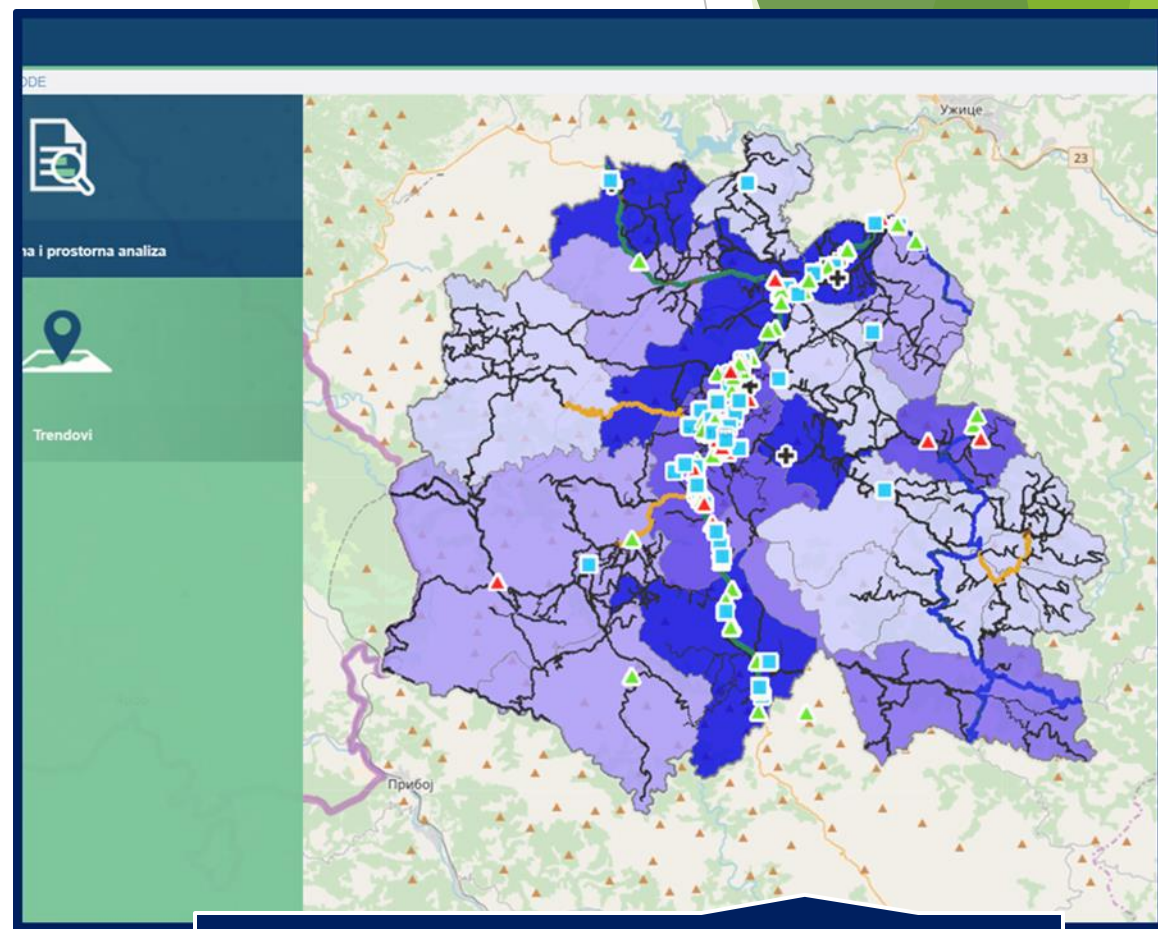 ODE
Ужице
23
na i prostorna analiza
Trendovi
Прибој